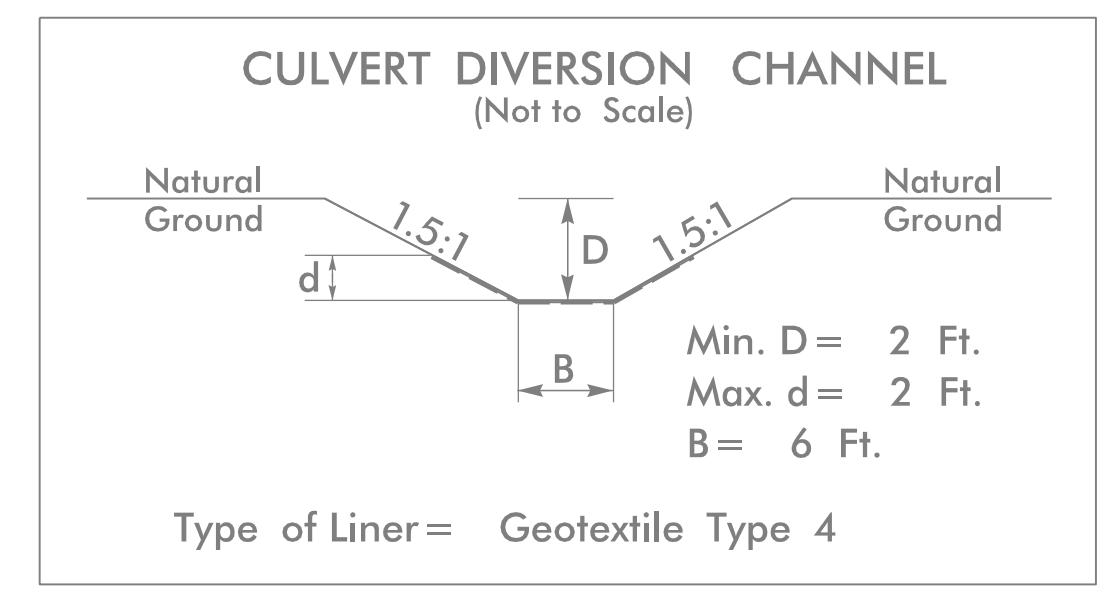 CULVERT DIVERSION CHANNEL
(Not to Scale)
Natural
Ground
1.5:1
D
1.5:1
Natural
Ground
d
B
Min. D = 2 Ft.
Max. d = 2 Ft.
B = 6 Ft.
Type of Liner = Geotextile Type 4